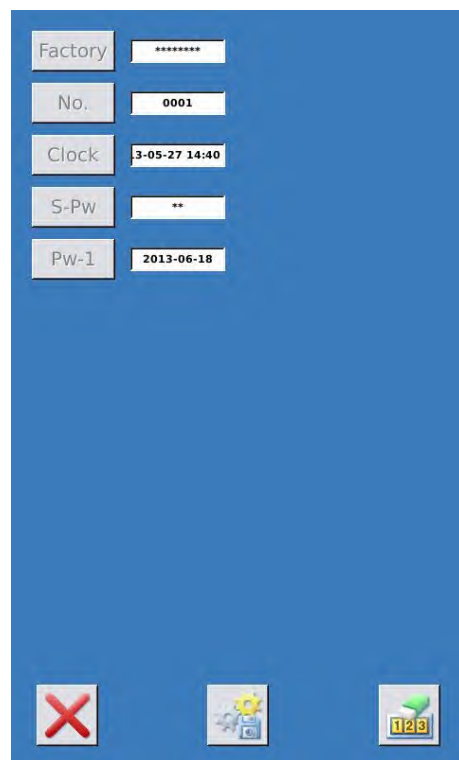 Factory ********
No. 0001
Clock 3-05-27 14:40
S-Pw **
Pw-1 2013-06-18
123